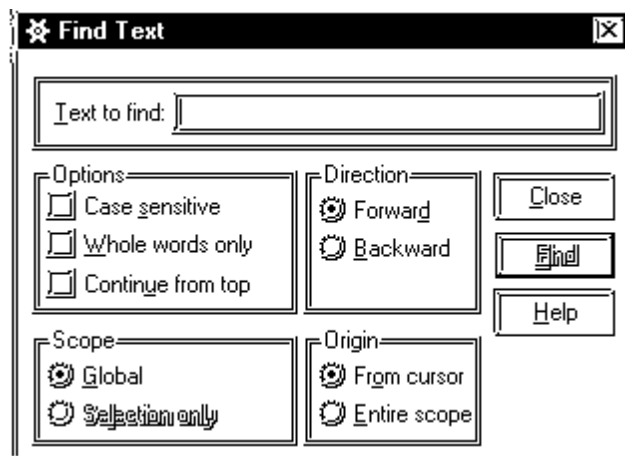 Find Text
Text to find:
Options
Case sensitive
Whole words only
Continue from top
Direction
Forward
Backward
Close
Find
Help
Scope
Global
Selection only
Origin
From cursor
Entire scope